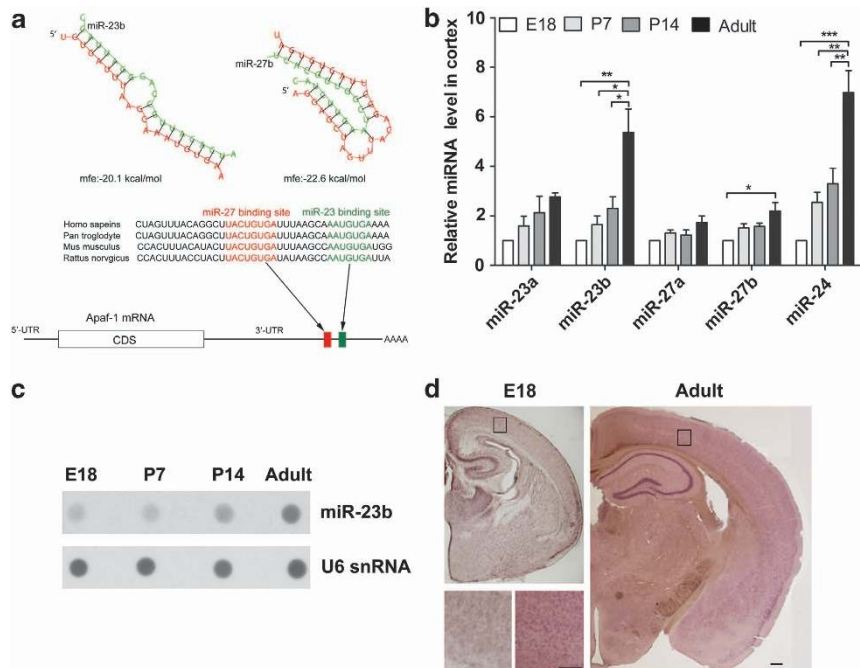 a
miR-23b
5'
mfe:-20.1 kcal/mol
miR-27b
5'
mfe:-22.6 kcal/mol
miR-27 binding site miR-23 binding site
Homo sapeins CUAGUUUACAGGCUUACUGUGAUUUAAGCAAAUGUGAAAA
Pan troglodyte CUAGUUUACAGGCUUACUGUGAUUUAAGCAAAUGUGAAAA
Mus musculus CCACUUUACAUACUUACUGUGAUUUAAGCCAAUGUGAUGG
Rattus norvgicus CCACUUUACCUACUUACUGUGAUAUAAGCCAAUGUGAUUA
Apaf-1 mRNA
5'-UTR
CDS
3'-UTR
AAAA
b
E18 P7 P14 Adult
Relative miRNA level in cortex
10
8
6
4
2
0
** * *
*
*** ** **
miR-23a miR-23b miR-27a miR-27b miR-24
c
E18 P7 P14 Adult
miR-23b
U6 snRNA
d
E18 Adult